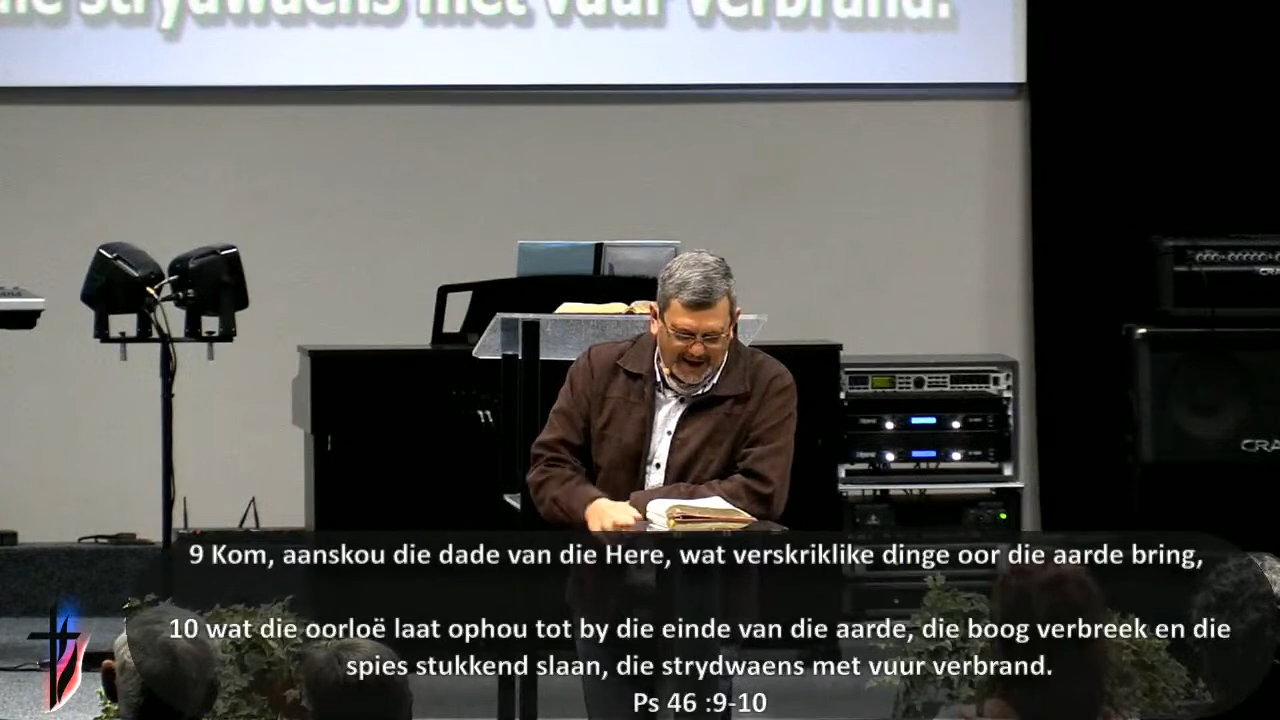 die strydwaens met vuur verbrand.
9 Kom, aanskou die dade van die Here, wat verskriklike dinge oor die aarde bring,
10 wat die oorloë laat ophou tot by die einde van die aarde, die boog verbreek en die
spies stukkend slaan, die strydwaens met vuur verbrand.
Ps 46 :9-10